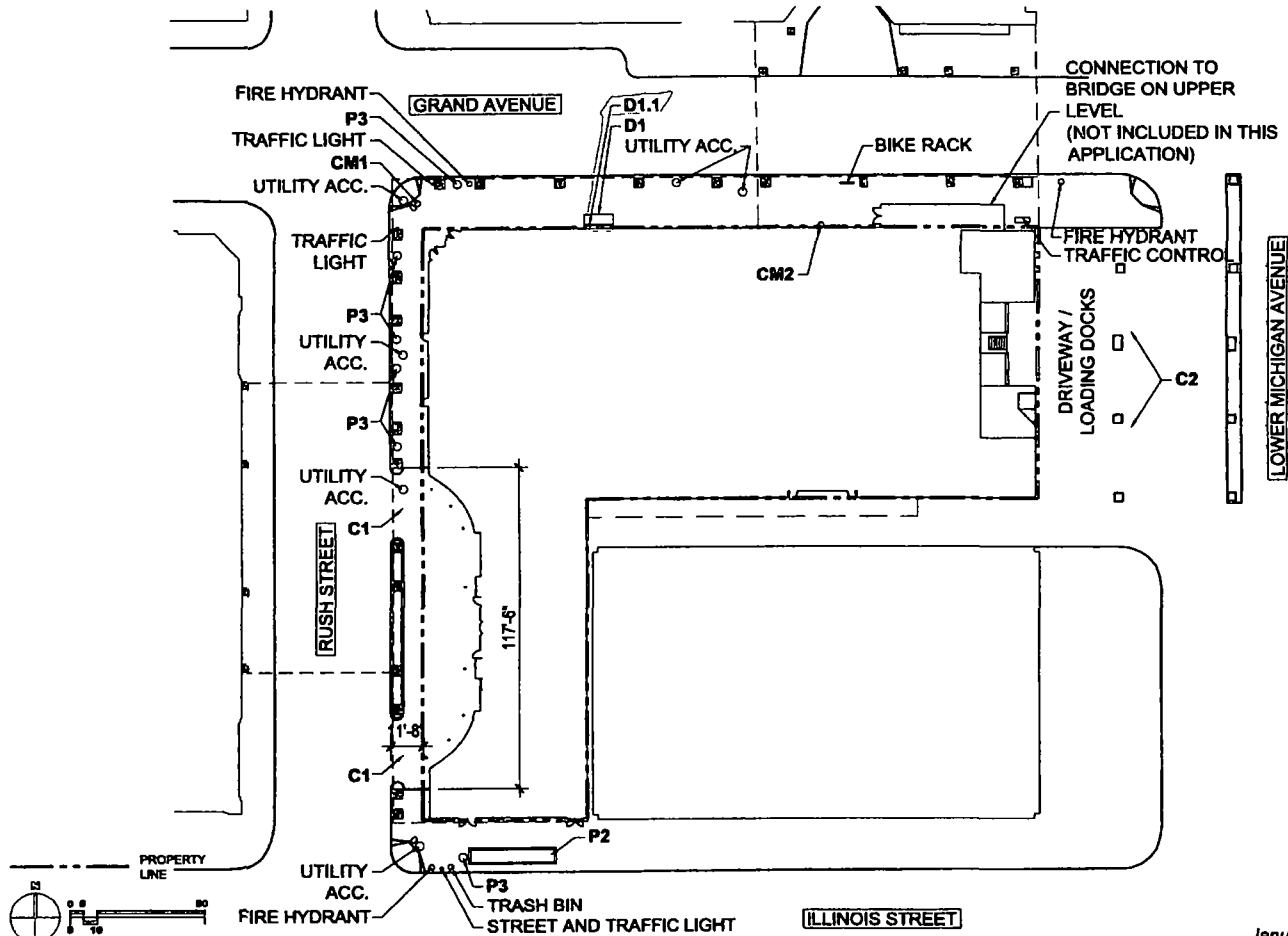 FIRE HYDRANT
P3
TRAFFIC LIGHT
CM1
UTILITY ACC.
GRAND AVENUE
D1.1
D1
UTILITY ACC.
BIKE RACK
CONNECTION TO
BRIDGE ON UPPER
LEVEL
(NOT INCLUDED IN THIS
APPLICATION)
TRAFFIC
LIGHT
P3
UTILITY
ACC.
P3
UTILITY
ACC.
C1
RUSH STREET
117'-6"
1'-8
C1
CM2
FIRE HYDRANT
TRAFFIC CONTRO
DRIVEWAY /
LOADING DOCKS
C2
LOWER MICHIGAN AVENUE
PROPERTY
LINE
N
UTILITY
ACC.
FIRE HYDRANT
P2
P3
TRASH BIN
STREET AND TRAFFIC LIGHT
ILLINOIS STREET